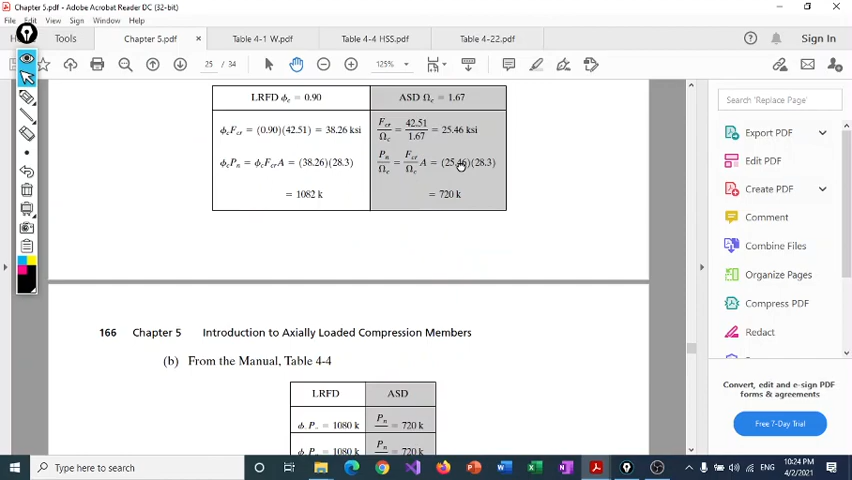 Chapter 5.pdf - Adobe Acrobat Reader DC (32-bit)
File Edit View Sign Window Help
Tools
Chapter 5.pdf
Table 4-1 W.pdf
Table 4-4 HSS.pdf
Table 4-22.pdf
Sign In
25 / 34
125%
LRFD ϕc = 0.90
ASD Ωc = 1.67
ϕcFcr = (0.90)(42.51) = 38.26 ksi
Fcr/Ωc = 42.51/1.67 = 25.46 ksi
ϕcPn = ϕcFcrA = (38.26)(28.3)
Pn/Ωc = Fcr/Ωc A = (25.46)(28.3)
= 1082 k
= 720 k
166 Chapter 5 Introduction to Axially Loaded Compression Members
(b) From the Manual, Table 4-4
LRFD
ASD
= 1080 k
Pn = 720 k
= 1080 k
Pn = 720 k
Search 'Replace Page'
Export PDF
Edit PDF
Create PDF
Comment
Combine Files
Organize Pages
Compress PDF
Redact
Convert, edit and e-sign PDF
forms & agreements
Free 7-Day Trial
Type here to search
ENG
10:24 PM
4/2/2021